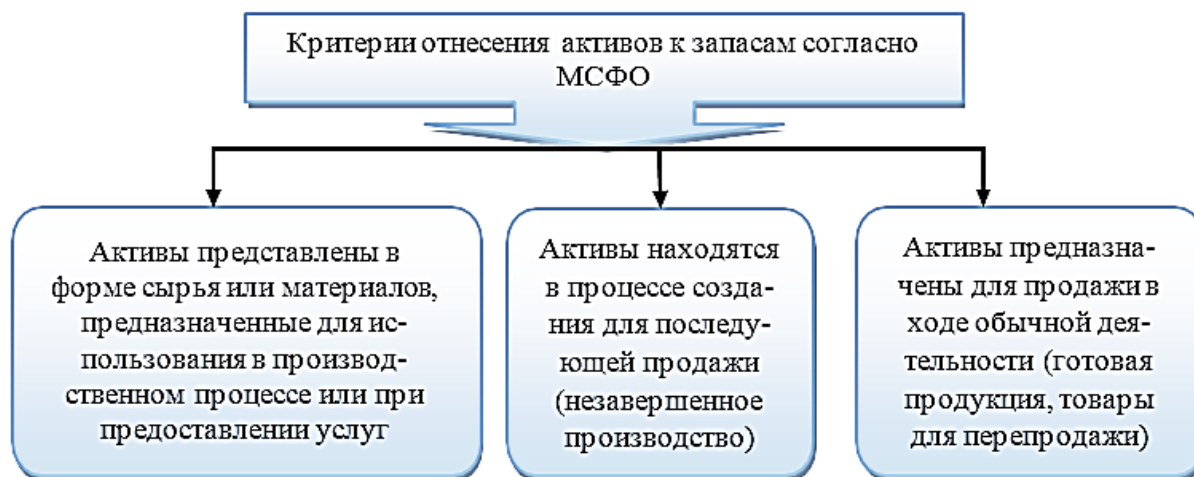 Критерии отнесения активов к запасам согласно
МСФО
Активы представлены в
форме сырья или материалов,
предназначенные для ис-
пользования в производ-
ственном процессе или при
предоставлении услуг
Активы находятся
в процессе созда-
ния для последу-
ющей продажи
(незавершенное
производство)
Активы предназна-
чены для продажи в
ходе обычной дея-
тельности (готовая
продукция, товары
для перепродажи)